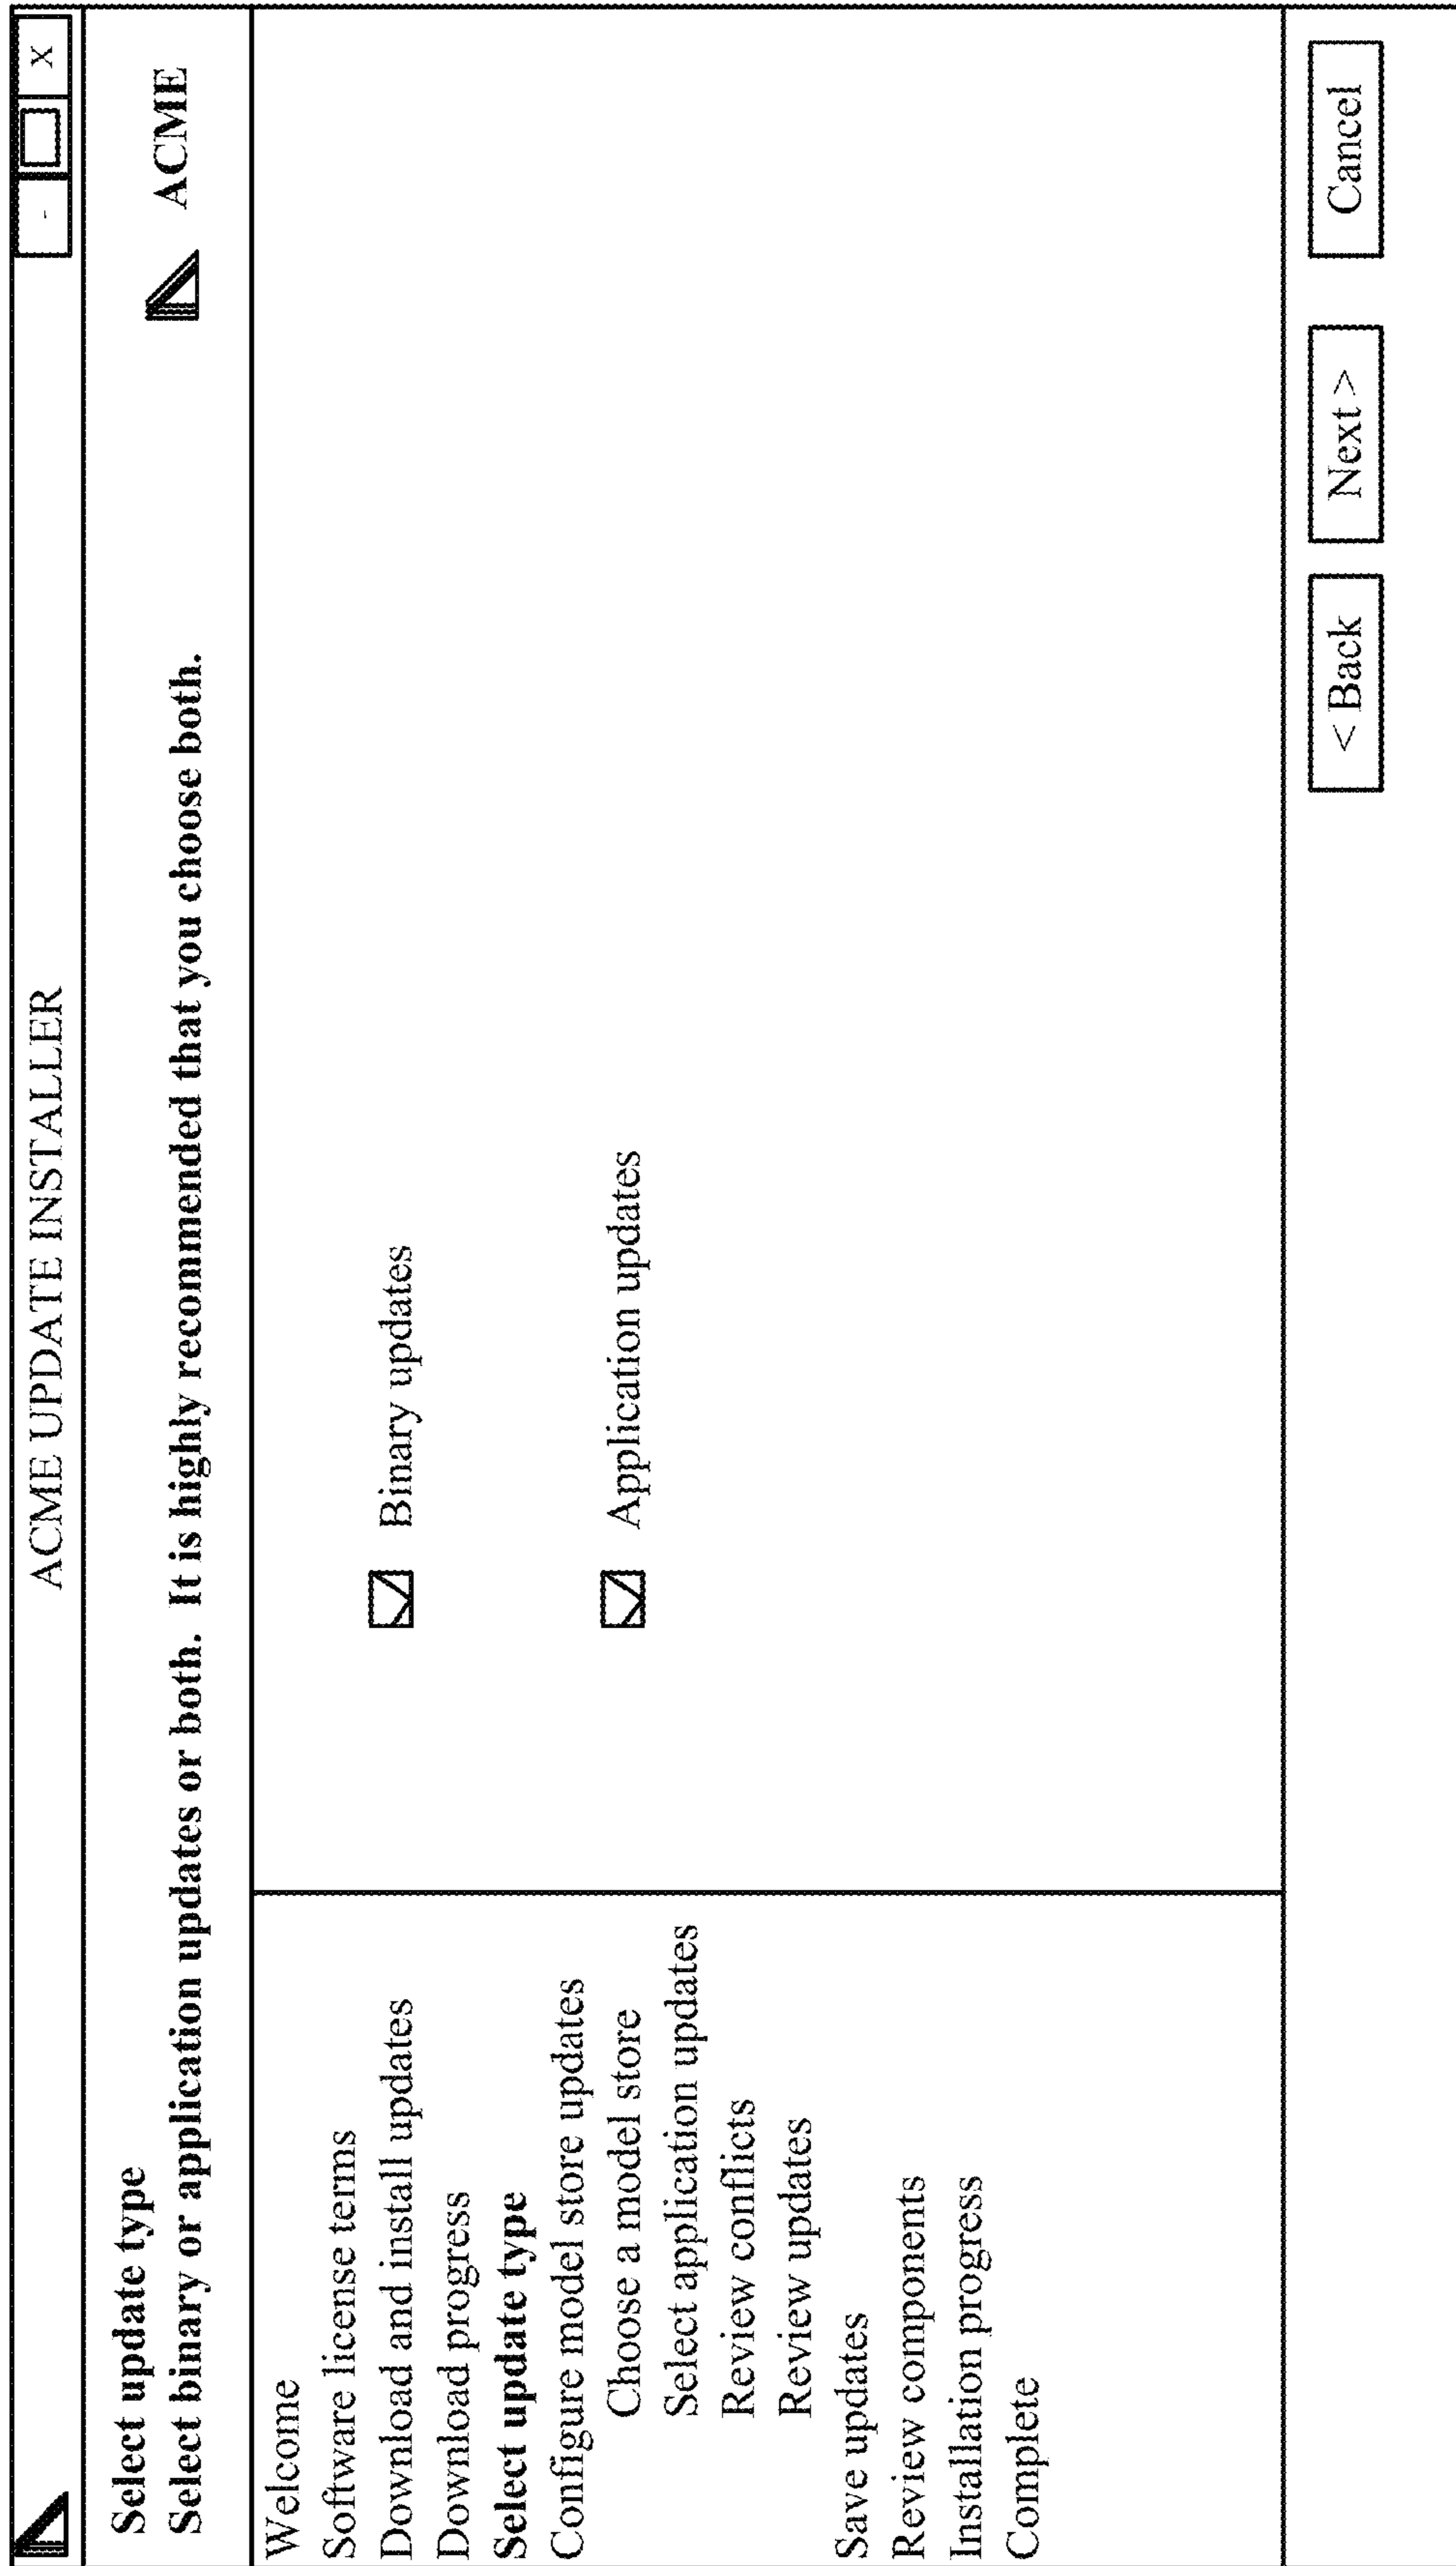 ACME UPDATE INSTALLER
- X
Select update type
Select binary or application updates or both. It is highly recommended that you choose both.
ACME
Welcome
Software license terms
Download and install updates
Download progress
Select update type
Configure model store updates
Choose a model store
Select application updates
Review conflicts
Review updates
Save updates
Review components
Installation progress
Complete
Binary updates
Application updates
< Back
Next >
Cancel